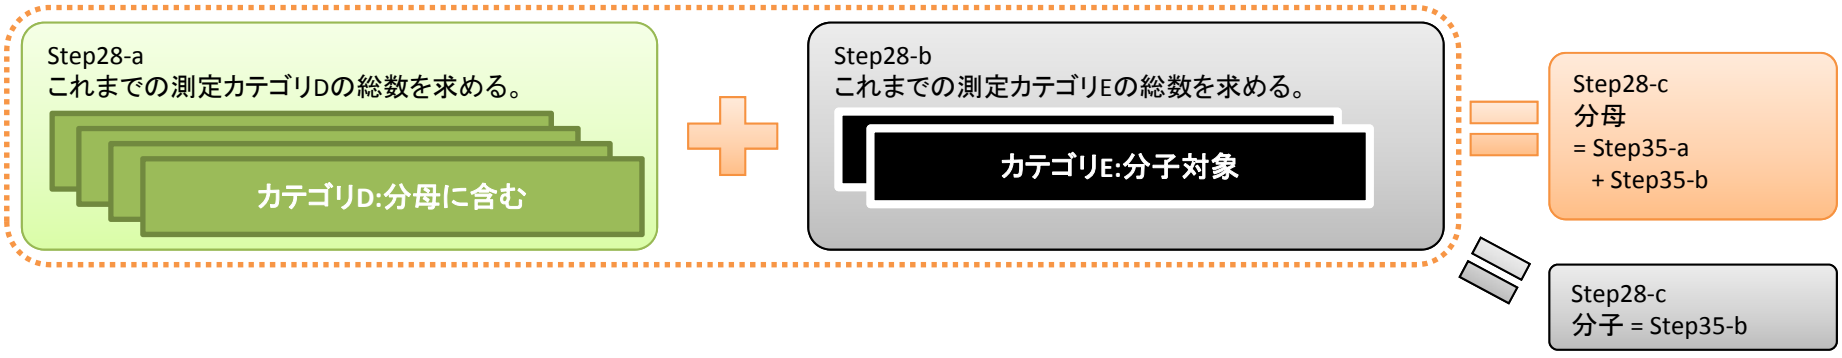 Step28-a
これまでの測定カテゴリDの総数を求める。
カテゴリD:分母に含む
Step28-b
これまでの測定カテゴリEの総数を求める。
カテゴリE:分子対象
Step28-c
分母
= Step35-a
+ Step35-b
Step28-c
分子 = Step35-b